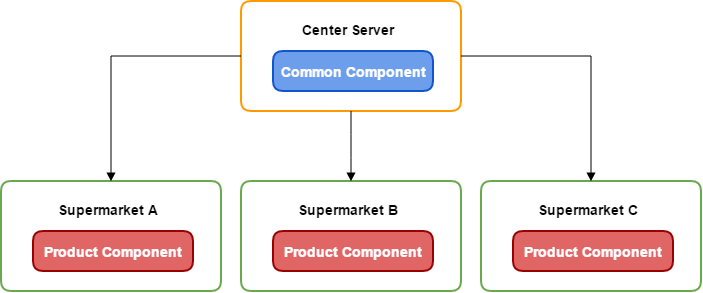 Center Server
Common Component
Supermarket A
Product Component
Supermarket B
Product Component
Supermarket C
Product Component